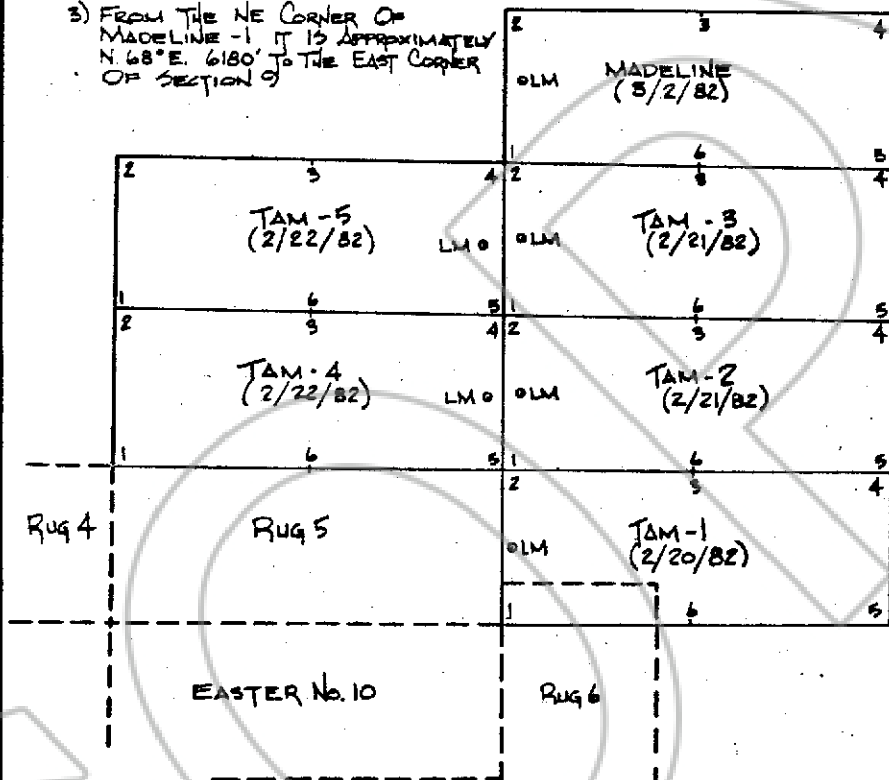 3) FROM THE NE CORNER OF
MADELINE-1 IT IS APPROXIMATELY
N. 68° E. 6180' TO THE EAST CORNER
OF SECTION 9
2 3 4
LM
MADELINE
(3/2/82)
1 6 5
2 3 4
2 3 4
TAM-5
(2/22/82)
LM
LM
TAM-3
(2/21/82)
1 6 5
2 3 4
1 6 5
2 3 4
TAM-4
(2/22/82)
LM
LM
TAM-2
(2/21/82)
1 6 5
1 6 5
2 3 4
RUG 4
RUG 5
LM
TAM-1
(2/20/82)
1 6 5
EASTER NO. 10
RUG 6